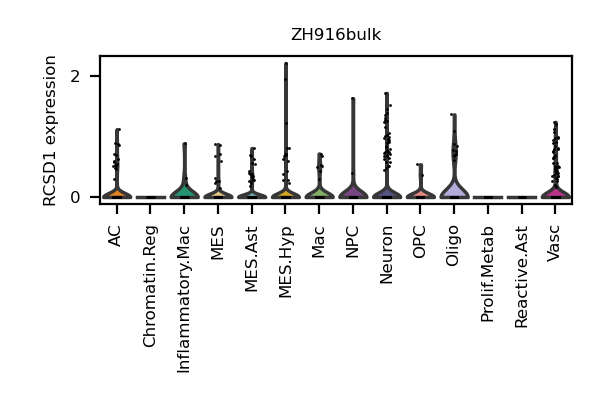 ZH916bulk
RCSD1 expression
2
0
AC
Chromatin.Reg
Inflammatory.Mac
MES
MES.Ast
MES.Hyp
Mac
NPC
Neuron
OPC
Oligo
Prolif.Metab
Reactive.Ast
Vasc